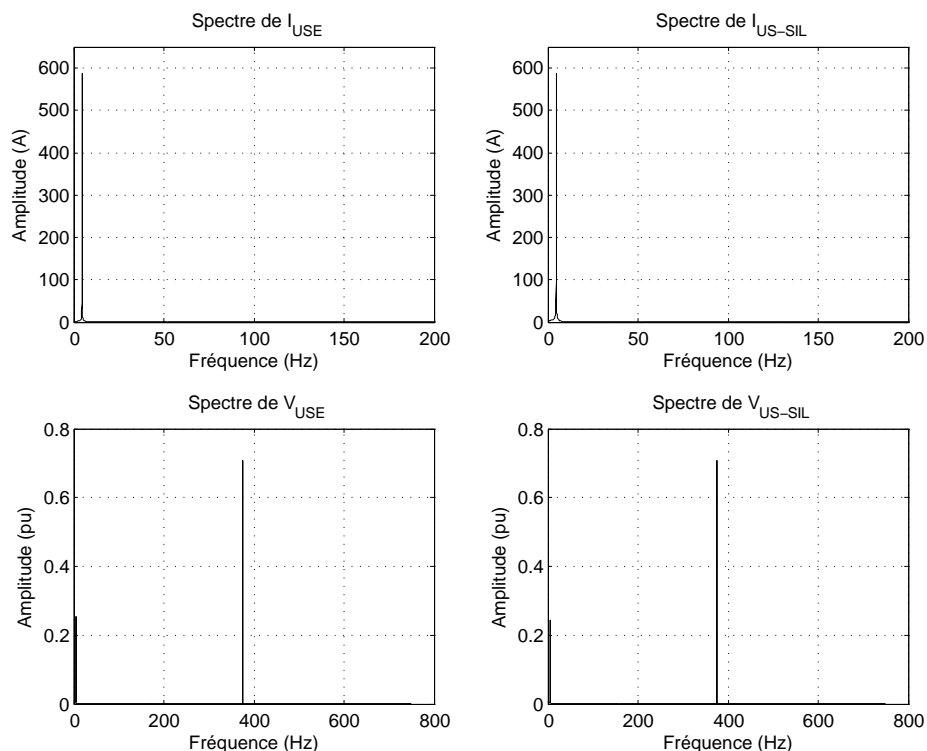 Spectre de I_USE
Amplitude (A)
600
500
400
300
200
100
0
0 50 100 150 200
Fréquence (Hz)
Spectre de I_US−SIL
Amplitude (A)
600
500
400
300
200
100
0
0 50 100 150 200
Fréquence (Hz)
Spectre de V_USE
Amplitude (pu)
0.8
0.6
0.4
0.2
0
0 200 400 600 800
Fréquence (Hz)
Spectre de V_US−SIL
Amplitude (pu)
0.8
0.6
0.4
0.2
0
0 200 400 600 800
Fréquence (Hz)